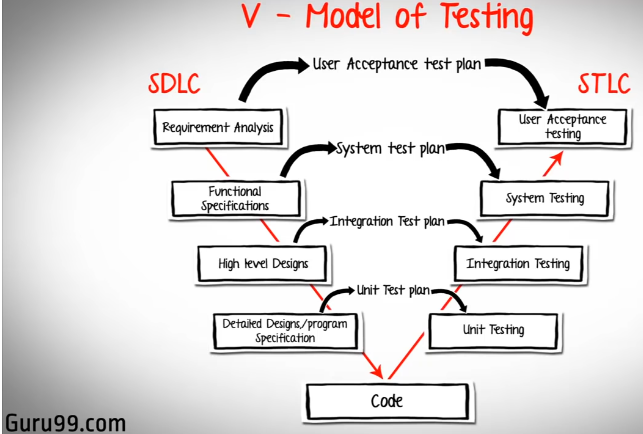 V - Model of Testing
User Acceptance test plan
SDLC
STLC
Requirement Analysis
User Acceptance
testing
System test plan
Functional
Specifications
System Testing
Integration Test plan
High level Designs
Integration Testing
Unit Test plan
Detailed Designs/program
Specification
Unit Testing
Code
Guru99.com